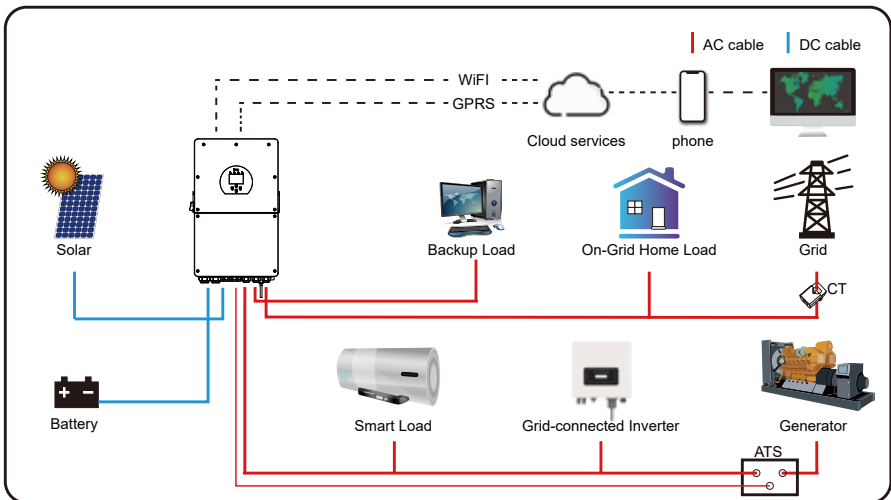 AC cable DC cable
WiFI
GPRS
Cloud services phone
Solar
Backup Load On-Grid Home Load Grid
CT
Battery
Smart Load Grid-connected Inverter Generator
ATS